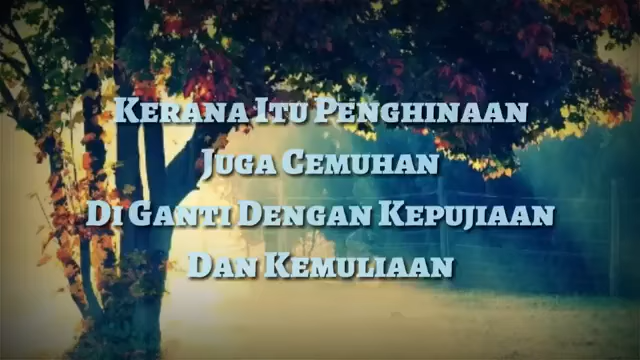 Kerana Itu Penghinaan
Juga Cemuhan
Di Ganti Dengan Kepujiaan
Dan Kemuliaan